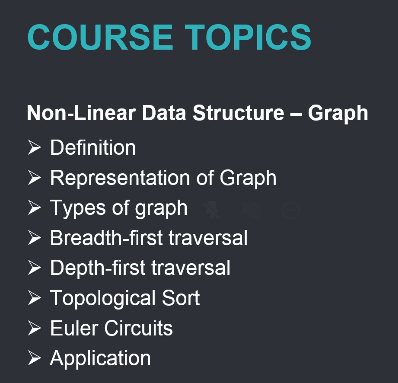 COURSE TOPICS
Non-Linear Data Structure – Graph
➢ Definition
➢ Representation of Graph
➢ Types of graph
➢ Breadth-first traversal
➢ Depth-first traversal
➢ Topological Sort
➢ Euler Circuits
➢ Application